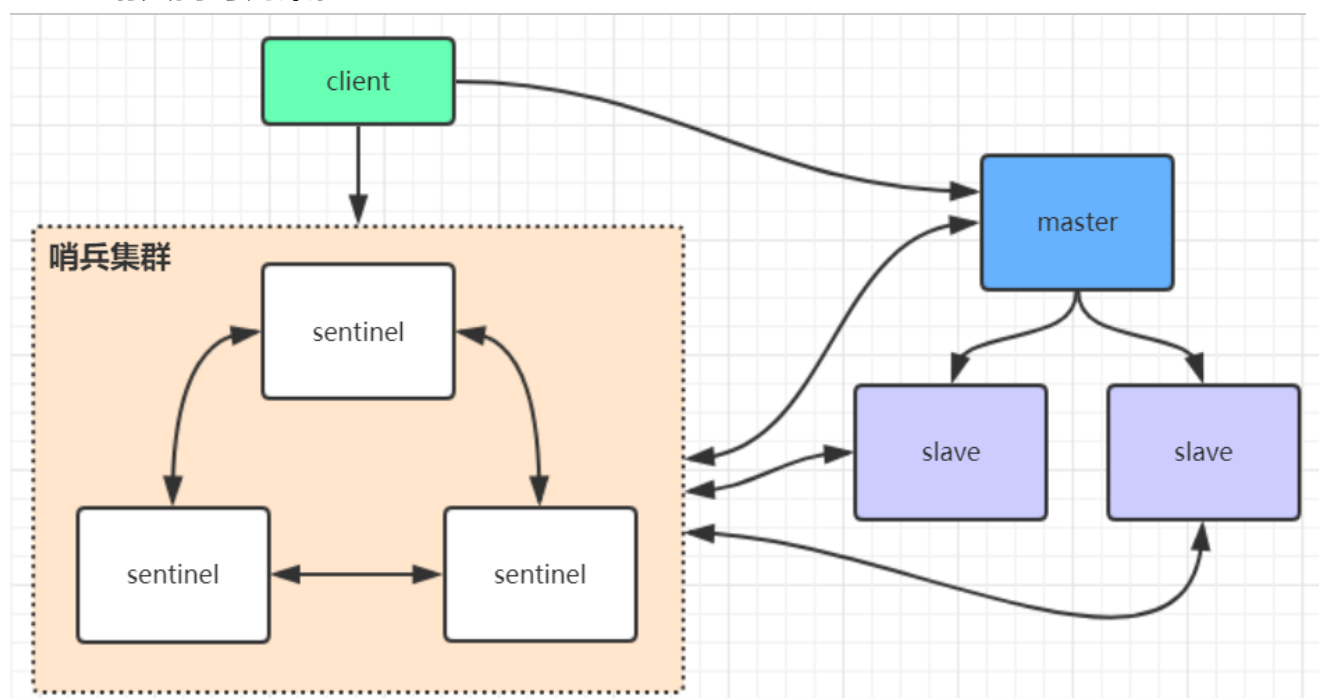 client
master
哨兵集群
sentinel
slave
slave
sentinel
sentinel